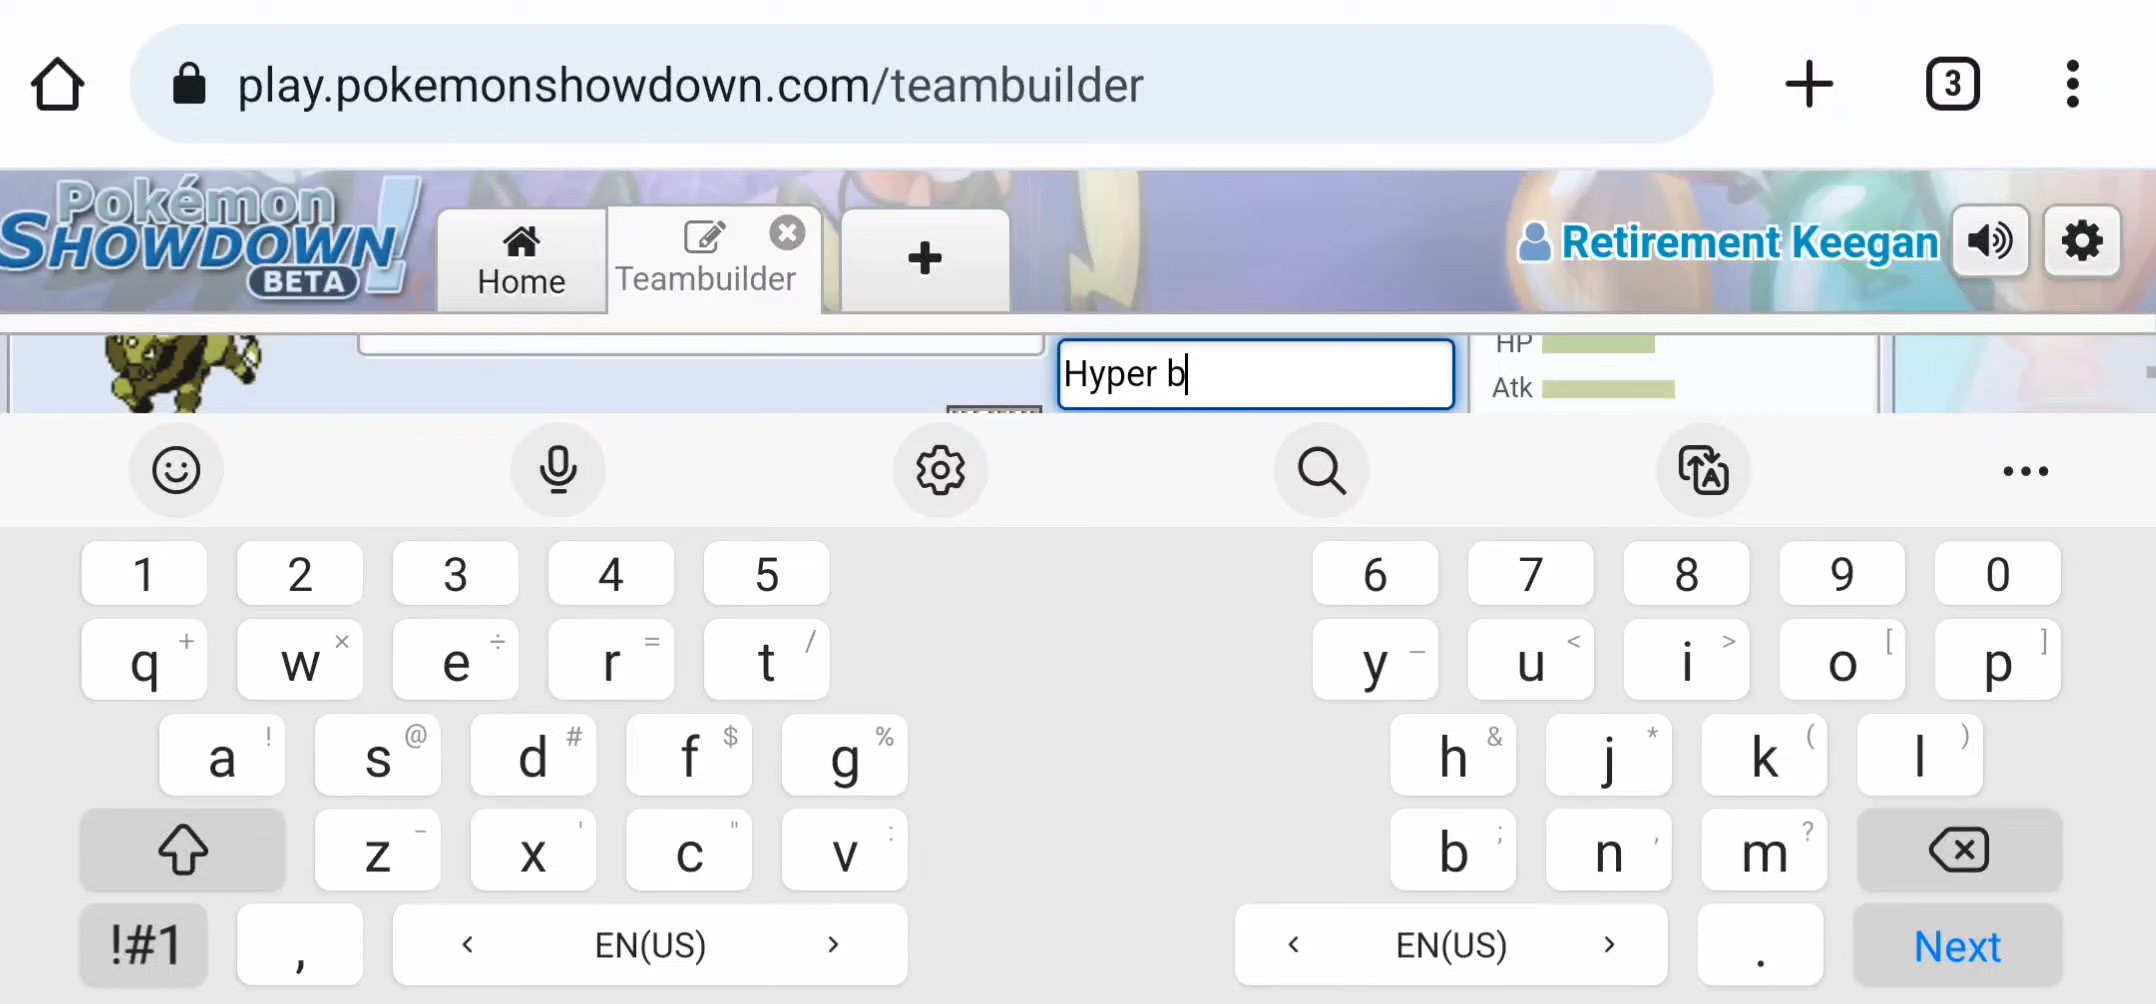 play.pokemonshowdown.com/teambuilder
3
Pokémon
SHOWDOWN!
BETA
Home
Teambuilder
+
Retirement Keegan
Hyper b
HP
Atk
A
1 2 3 4 5 6 7 8 9 0
q + w × e ÷ r = t / y _ u < i > o [ p ]
a ! s @ d # f $ g % h & j * k ( l )
z - x ' c " v : b ; n , m ?
!#1 , < EN(US) > < EN(US) > . Next